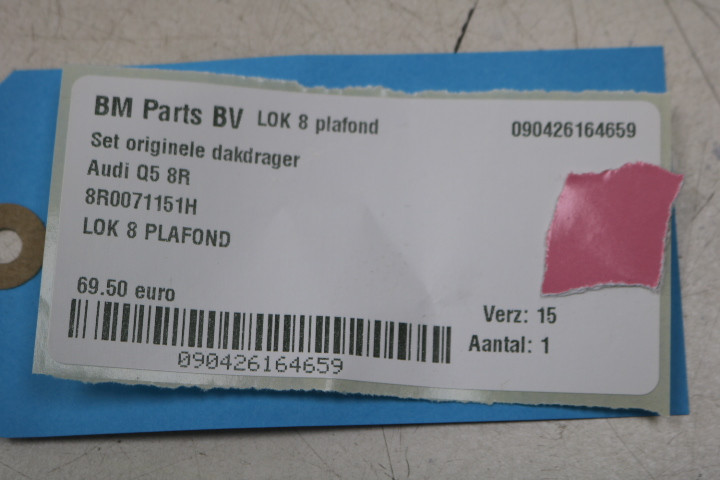 BM Parts BV LOK 8 plafond 090426164659
Set originele dakdrager
Audi Q5 8R
8R0071151H
LOK 8 PLAFOND
69.50 euro
Verz: 15
Aantal: 1
090426164659